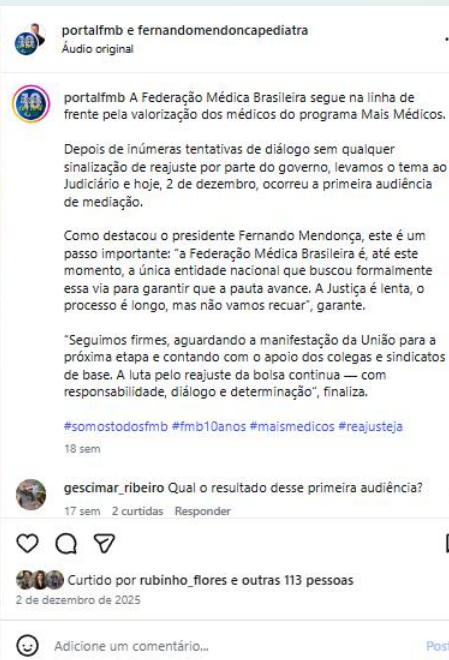 portalfmb e fernandomendoncapediatra
Áudio original
portalfmb A Federação Médica Brasileira segue na linha de
frente pela valorização dos médicos do programa Mais Médicos.
Depois de inúmeras tentativas de diálogo sem qualquer
sinalização de reajuste por parte do governo, levamos o tema ao
Judiciário e hoje, 2 de dezembro, ocorreu a primeira audiência
de mediação.
Como destacou o presidente Fernando Mendonça, este é um
passo importante: “a Federação Médica Brasileira é, até este
momento, a única entidade nacional que buscou formalmente
essa via para garantir que a pauta avance. A Justiça é lenta, o
processo é longo, mas não vamos recuar”, garante.
“Seguimos firmes, aguardando a manifestação da União para a
próxima etapa e contando com o apoio dos colegas e sindicatos
de base. A luta pelo reajuste da bolsa continua — com
responsabilidade, diálogo e determinação“, finaliza.
#somostodosfmb #fmb10anos #maismedicos #reajusteja
18 sem
gescimar_ribeiro Qual o resultado desse primeira audiência?
17 sem 2 curtidas Responder
Curtido por rubinho_flores e outras 113 pessoas
2 de dezembro de 2025
Adicione um comentário...
Post